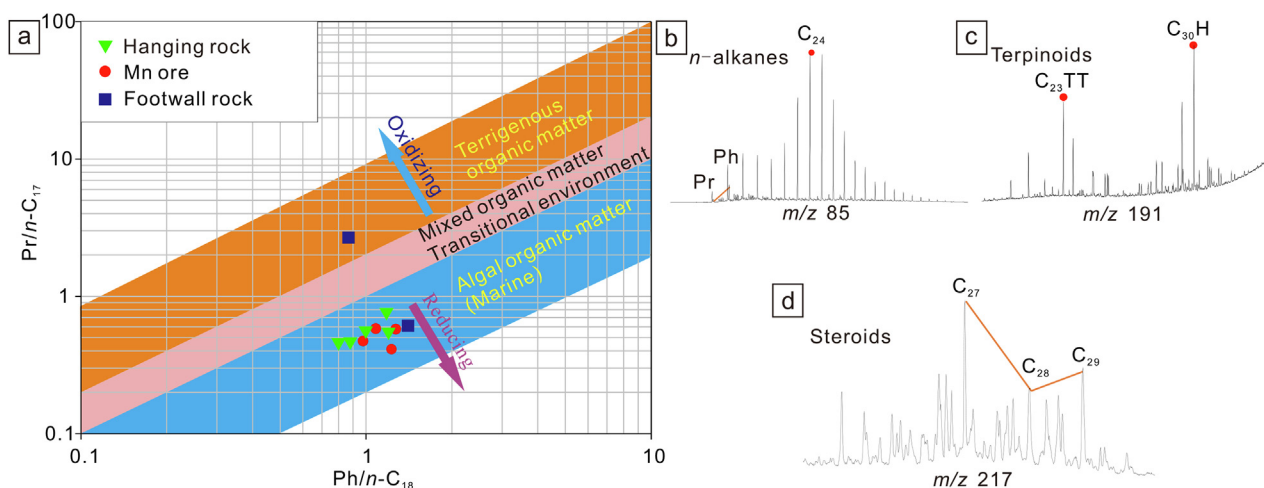 a
100
10
1
0.1
Pr/n-C₁₇
Hanging rock
Mn ore
Footwall rock
Oxidizing
Terrigenous
organic matter
Mixed organic matter
Transitional environment
Algal organic matter
(Marine)
Reducing
0.1
1
10
Ph/n-C₁₈
b
n-alkanes
C₂₄
Ph
Pr
m/z 85
c
Terpinoids
C₂₃TT
C₃₀H
m/z 191
d
Steroids
C₂₇
C₂₈
C₂₉
m/z 217